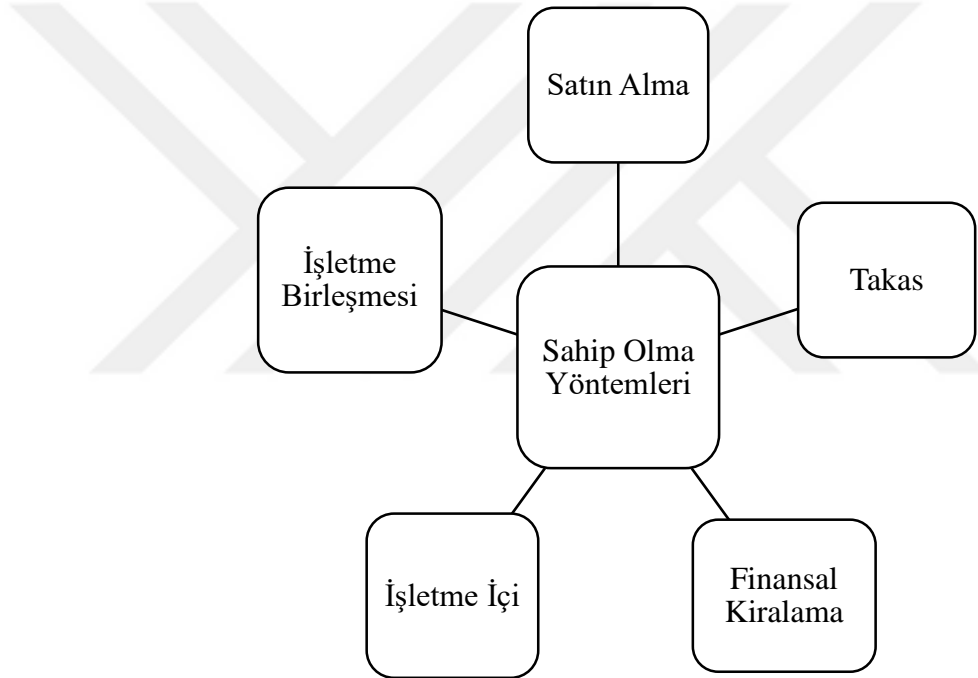 Satın Alma
İşletme
Birleşmesi
Takas
Sahip Olma
Yöntemleri
İşletme İçi
Finansal
Kiralama